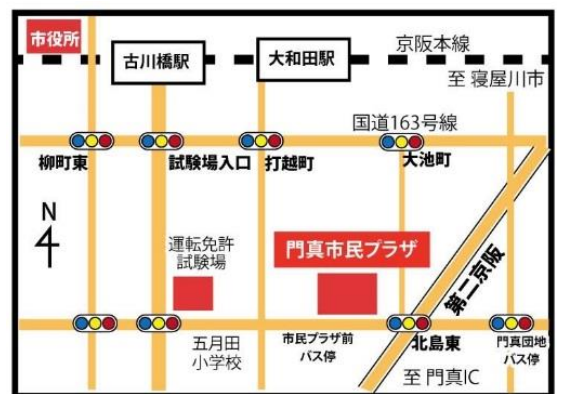 市役所
古川橋駅
大和田駅
京阪本線
至 寝屋川市
国道163号線
柳町東
試験場入口
打越町
大池町
N
運転免許
試験場
門真市民プラザ
第二京阪
五月田
小学校
市民プラザ前
バス停
北島東
門真団地
バス停
至 門真IC